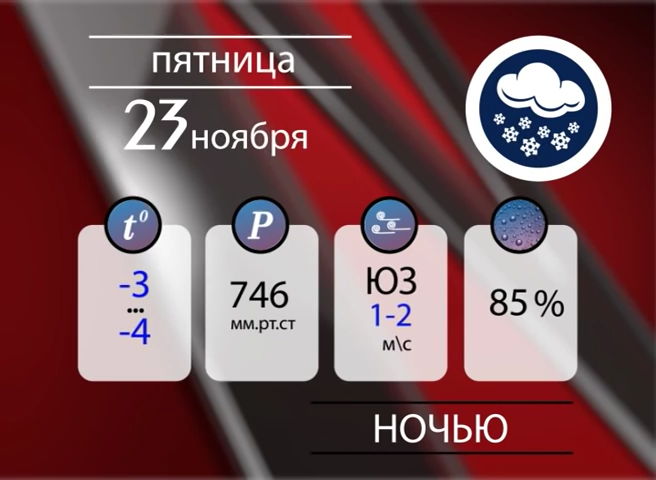 пятница
23 ноября
t⁰
P
-3
...
-4
746
мм.рт.ст
ЮЗ
1-2
м\с
85 %
НОЧЬЮ